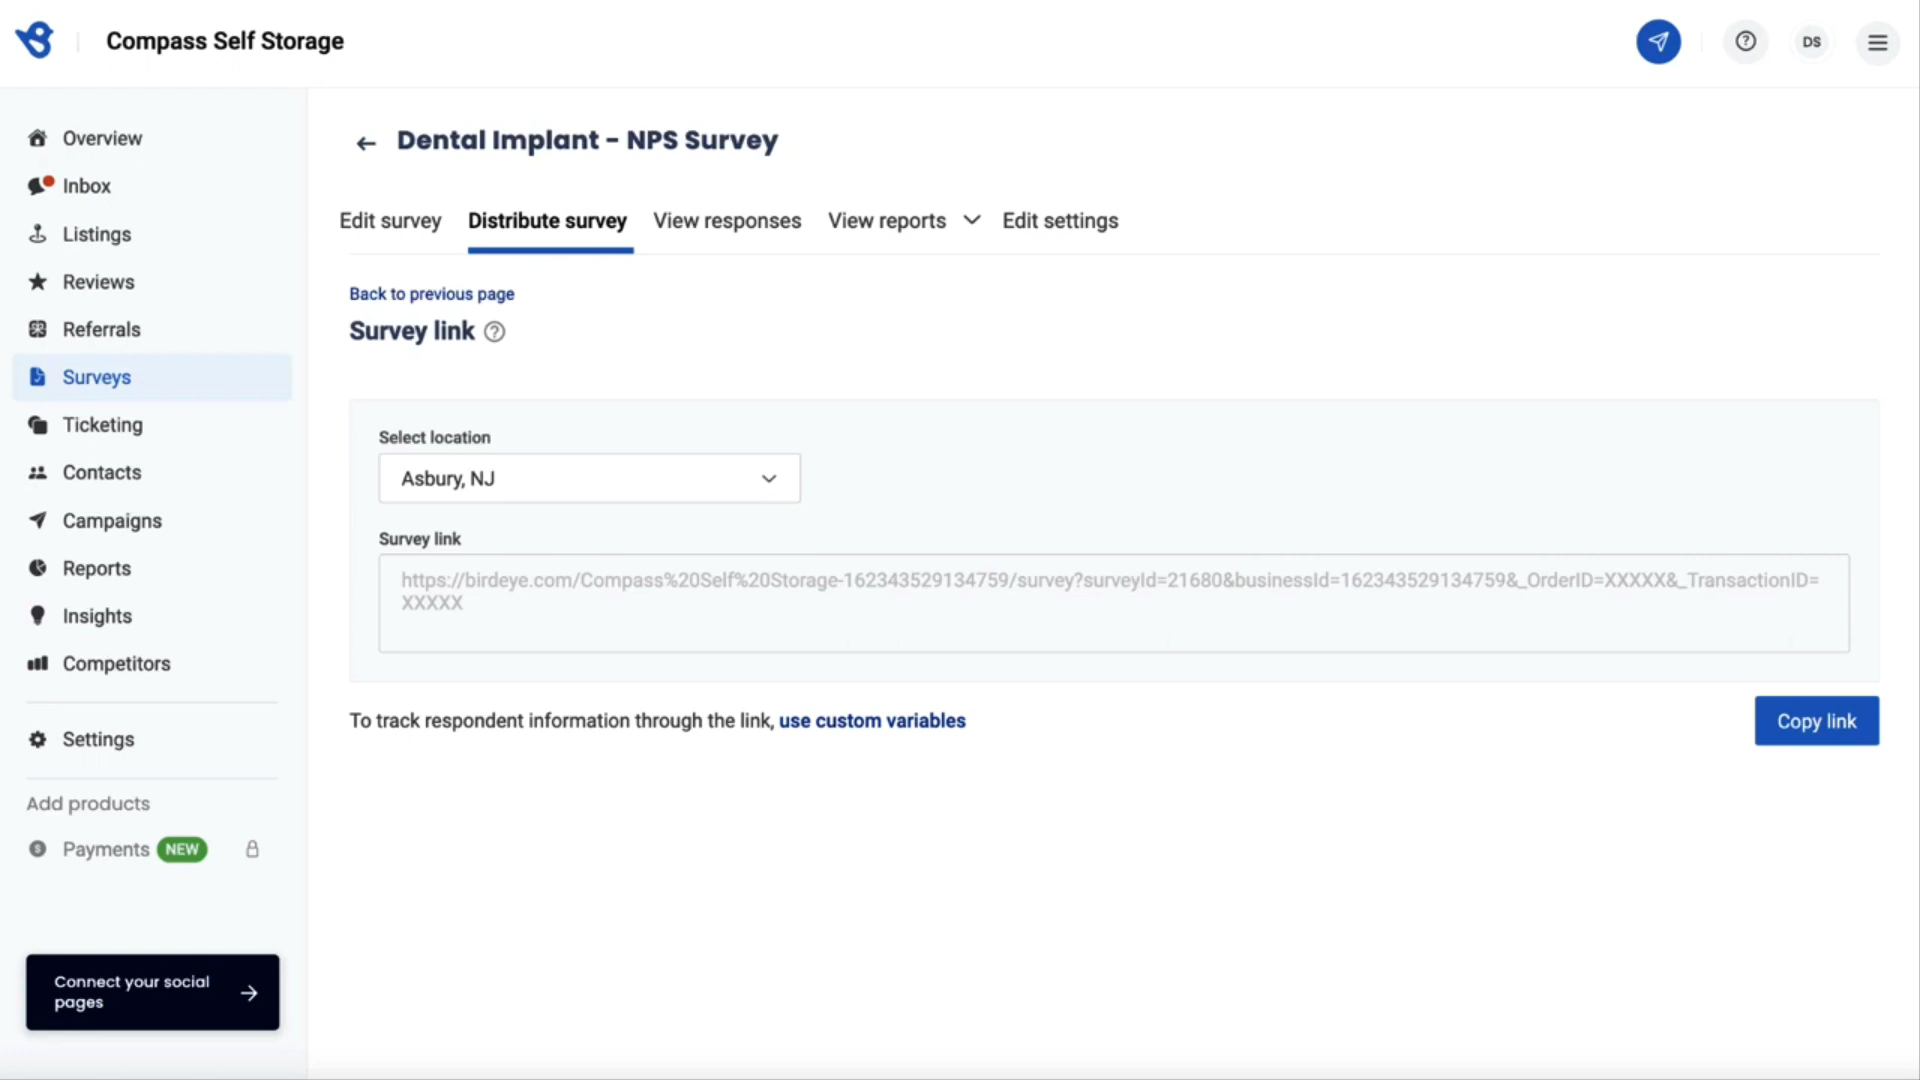 Compass Self Storage
DS
Overview
Inbox
Listings
Reviews
Referrals
Surveys
Ticketing
Contacts
Campaigns
Reports
Insights
Competitors
Settings
Add products
Payments NEW
Connect your social
pages
Dental Implant - NPS Survey
Edit survey Distribute survey View responses View reports Edit settings
Back to previous page
Survey link
Select location
Asbury, NJ
Survey link
https://birdeye.com/Compass%20Self%20Storage-162343529134759/survey?surveyId=21680&businessId=162343529134759&_OrderID=XXXXX&_TransactionID=
XXXXX
To track respondent information through the link, use custom variables
Copy link